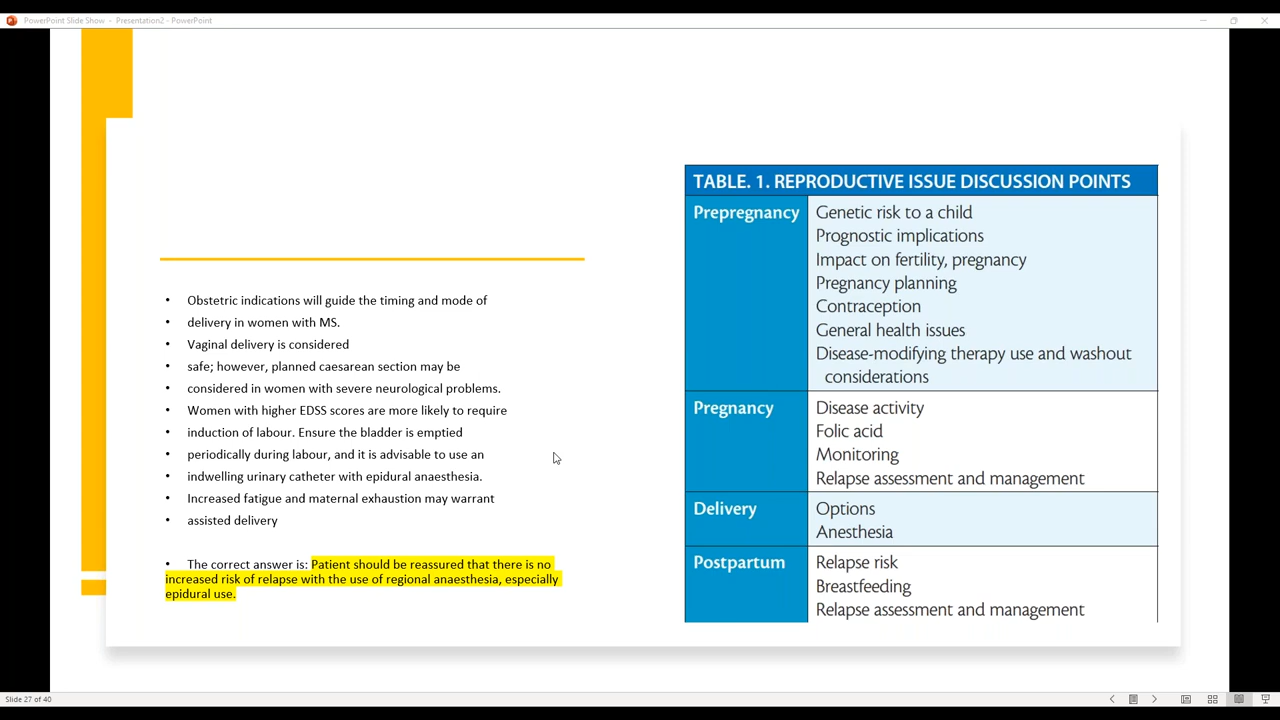 PowerPoint Slide Show - Presentation2 - PowerPoint
• Obstetric indications will guide the timing and mode of
• delivery in women with MS.
• Vaginal delivery is considered
• safe; however, planned caesarean section may be
• considered in women with severe neurological problems.
• Women with higher EDSS scores are more likely to require
• induction of labour. Ensure the bladder is emptied
• periodically during labour, and it is advisable to use an
• indwelling urinary catheter with epidural anaesthesia.
• Increased fatigue and maternal exhaustion may warrant
• assisted delivery
• The correct answer is: Patient should be reassured that there is no
increased risk of relapse with the use of regional anaesthesia, especially
epidural use.
TABLE. 1. REPRODUCTIVE ISSUE DISCUSSION POINTS
Prepregnancy Genetic risk to a child
Prognostic implications
Impact on fertility, pregnancy
Pregnancy planning
Contraception
General health issues
Disease-modifying therapy use and washout
considerations
Pregnancy Disease activity
Folic acid
Monitoring
Relapse assessment and management
Delivery Options
Anesthesia
Postpartum Relapse risk
Breastfeeding
Relapse assessment and management
Slide 27 of 40